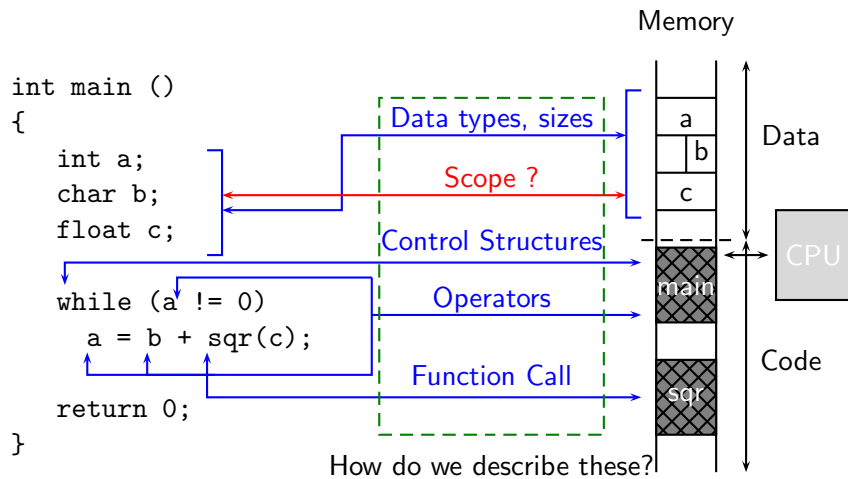 Memory
int main ()
{
int a;
char b;
float c;
while (a != 0)
a = b + sqr(c);
return 0;
}
Data types, sizes
Scope ?
Control Structures
Operators
Function Call
How do we describe these?
a
b
c
main
sqr
Data
Code
CPU